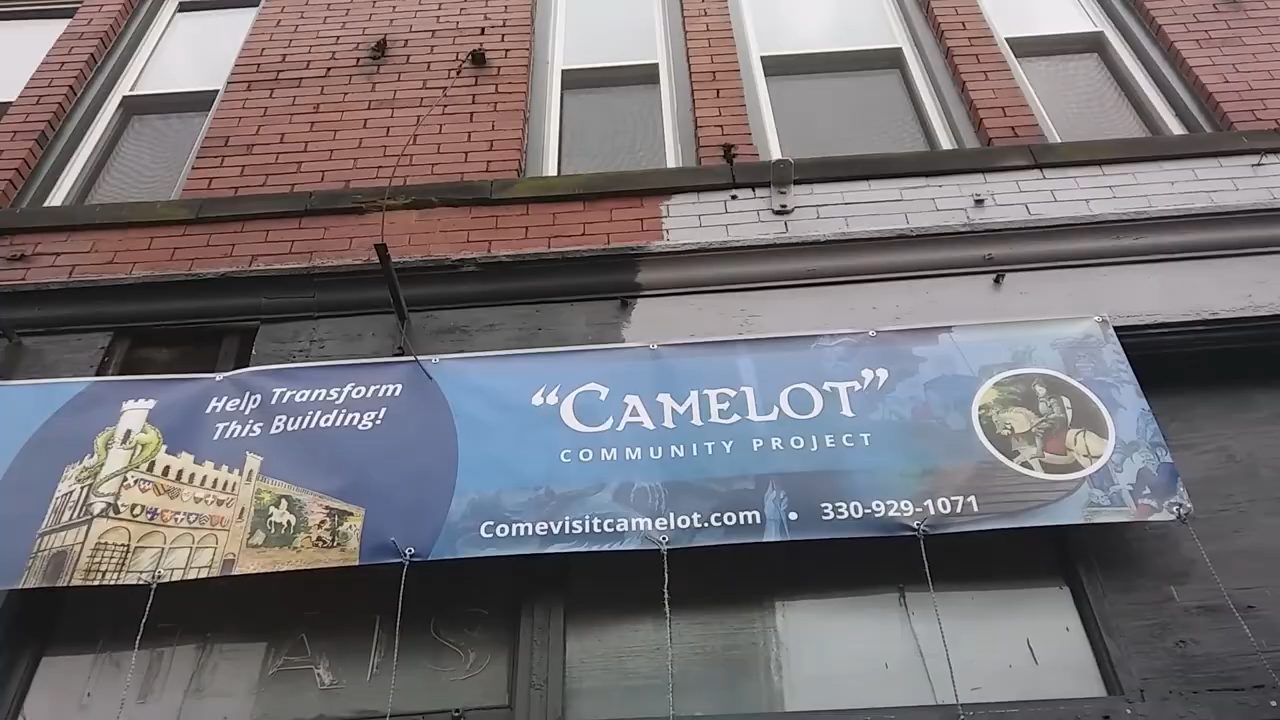 Help Transform
This Building!
“CAMELOT”
COMMUNITY PROJECT
Comevisitcamelot.com • 330-929-1071